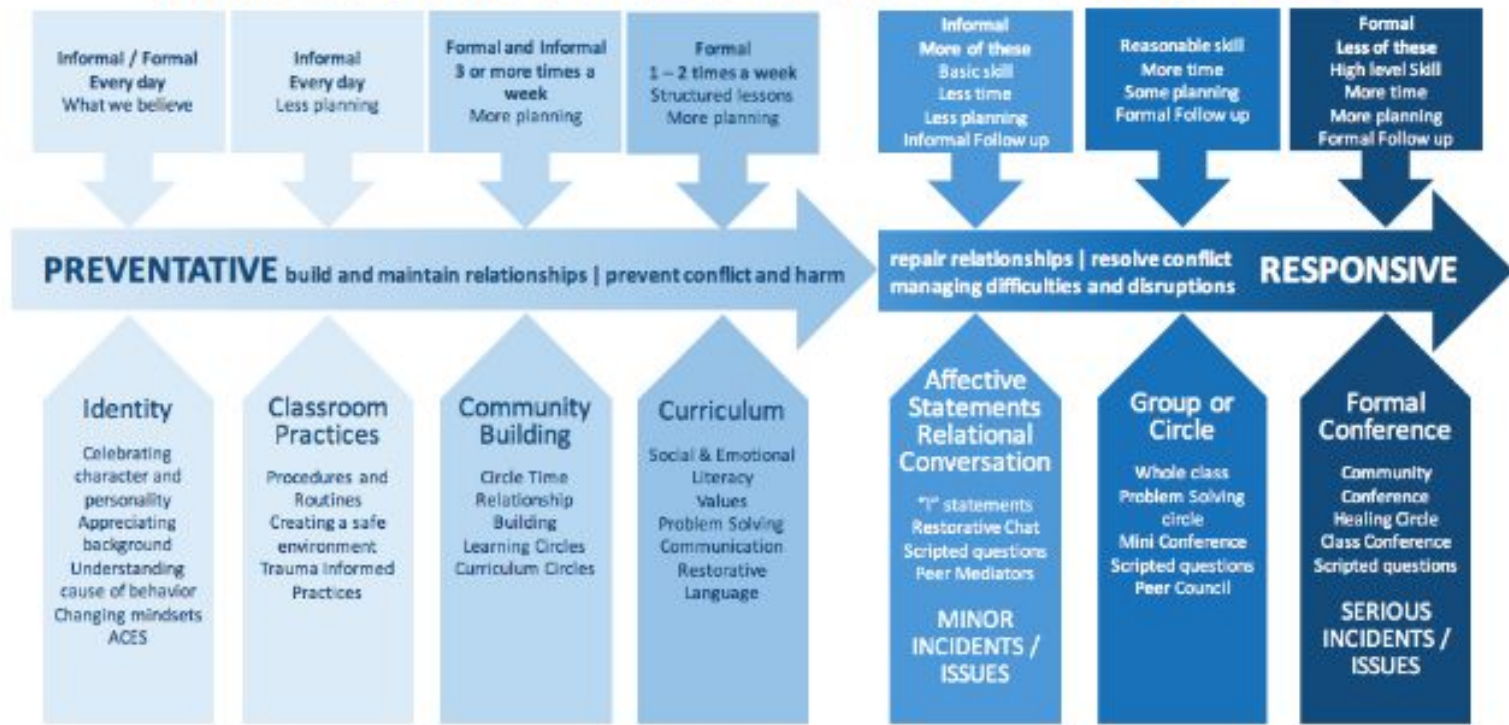 Informal / Formal
Every day
What we believe
Informal
Every day
Less planning
Formal and Informal
3 or more times a
week
More planning
Formal
1 – 2 times a week
Structured lessons
More planning
Informal
More of these
Basic skill
Less time
Less planning
Informal Follow up
Reasonable skill
More time
Some planning
Formal Follow up
Formal
Less of these
High level Skill
More time
More planning
Formal Follow up
PREVENTATIVE build and maintain relationships | prevent conflict and harm
repair relationships | resolve conflict
managing difficulties and disruptions
RESPONSIVE
Identity
Celebrating
character and
personality
Appreciating
background
Understanding
cause of behavior
Changing mindsets
ACES
Classroom
Practices
Procedures and
Routines
Creating a safe
environment
Trauma Informed
Practices
Community
Building
Circle Time
Relationship
Building
Learning Circles
Curriculum Circles
Curriculum
Social & Emotional
Literacy
Values
Problem Solving
Communication
Restorative
Language
Affective
Statements
Relational
Conversation
"I" statements
Restorative Chat
Scripted questions
Peer Mediators
MINOR
INCIDENTS /
ISSUES
Group or
Circle
Whole class
Problem Solving
circle
Mini Conference
Scripted questions
Peer Council
Formal
Conference
Community
Conference
Healing Circle
Class Conference
Scripted questions
SERIOUS
INCIDENTS /
ISSUES